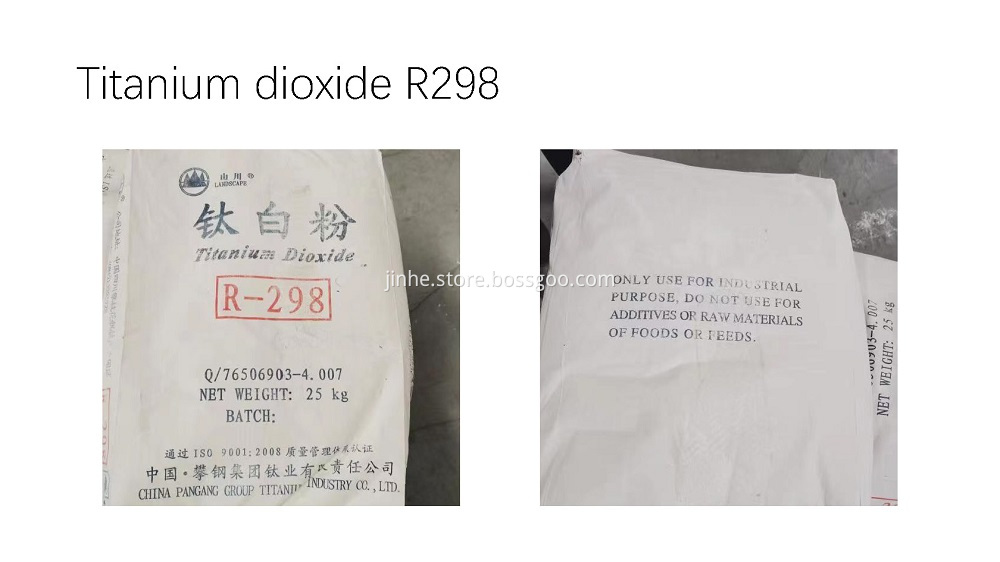 Titanium dioxide R298
山川®
LANDSCAPE
钛白粉
Titanium Dioxide
R-298
Q/76506903-4.007
NET WEIGHT: 25 kg
BATCH:
通过 ISO 9001:2008 质量管理体系认证
中国·攀钢集团钛业有限责任公司
CHINA PANGANG GROUP TITANIU INDUSTRY CO.,LTD.
jinhe.store.bossgoo.com
ONLY USE FOR INDUSTRIAL
PURPOSE, DO NOT USE FOR
ADDITIVES OR RAW MATERIALS
OF FOODS OR FEEDS.
6903-4.007
NET WEIGHT: 25 kg